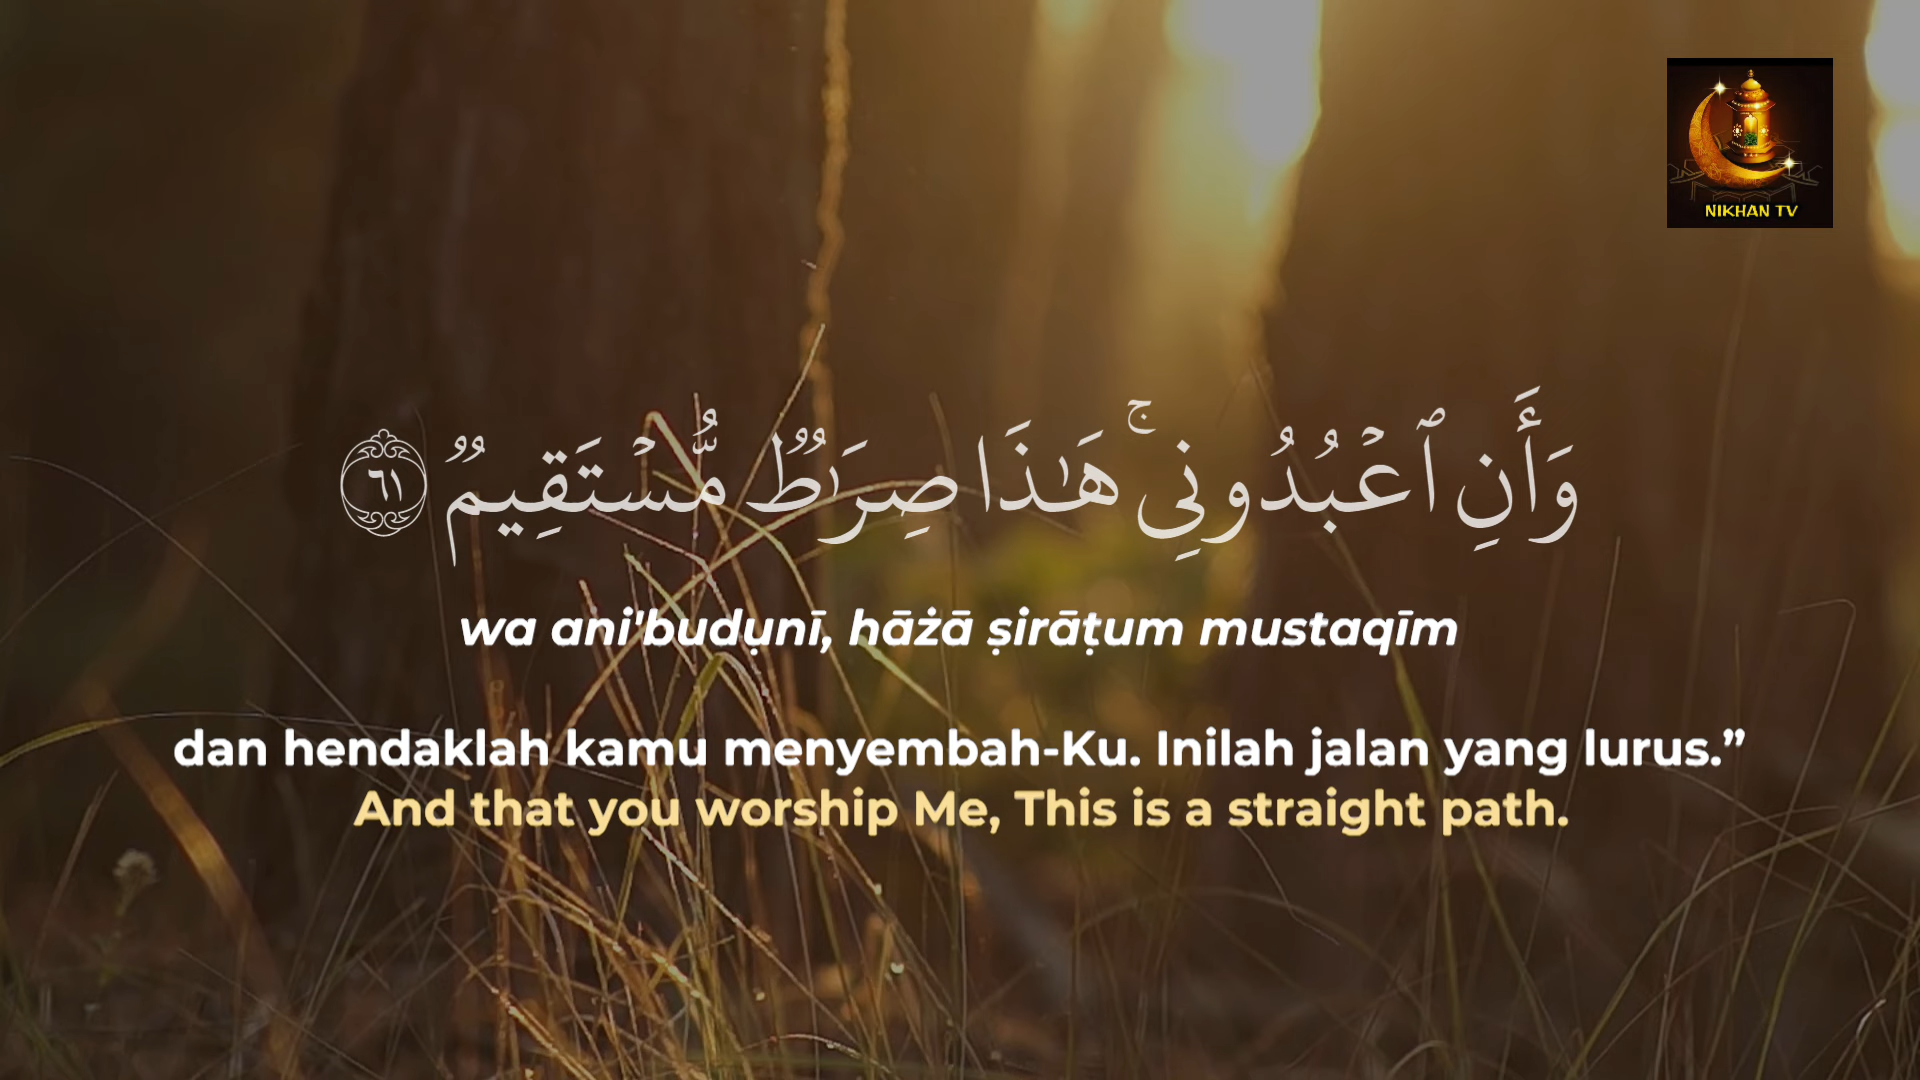 NIKHAN TV
وَأَنِ ٱعْبُدُونِي ۚ هَـٰذَا صِرَٰطٌ مُّسْتَقِيمٌ ٦١
wa ani'budụnī, hāżā ṣirāṭum mustaqīm
dan hendaklah kamu menyembah-Ku. Inilah jalan yang lurus.”
And that you worship Me, This is a straight path.